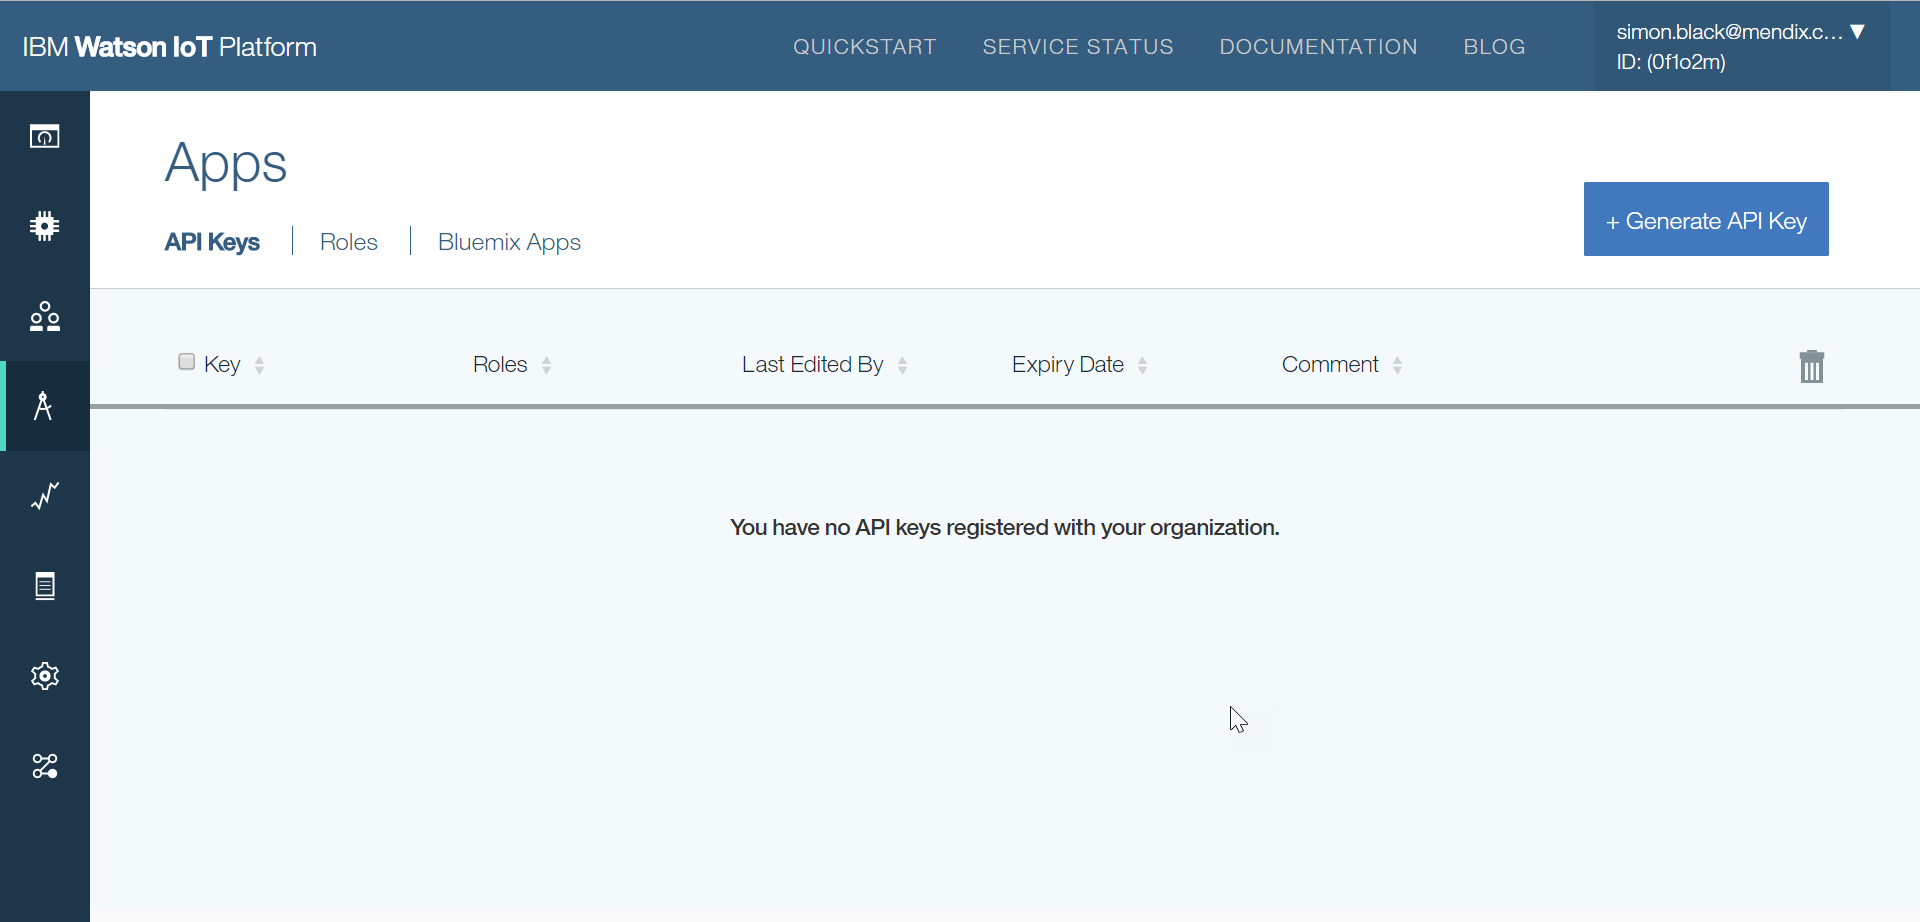 IBM Watson IoT Platform
QUICKSTART
SERVICE STATUS
DOCUMENTATION
BLOG
simon.black@mendix.c... ▼
ID: (0f1o2m)
Apps
API Keys
Roles
Bluemix Apps
+ Generate API Key
Key
Roles
Last Edited By
Expiry Date
Comment
You have no API keys registered with your organization.